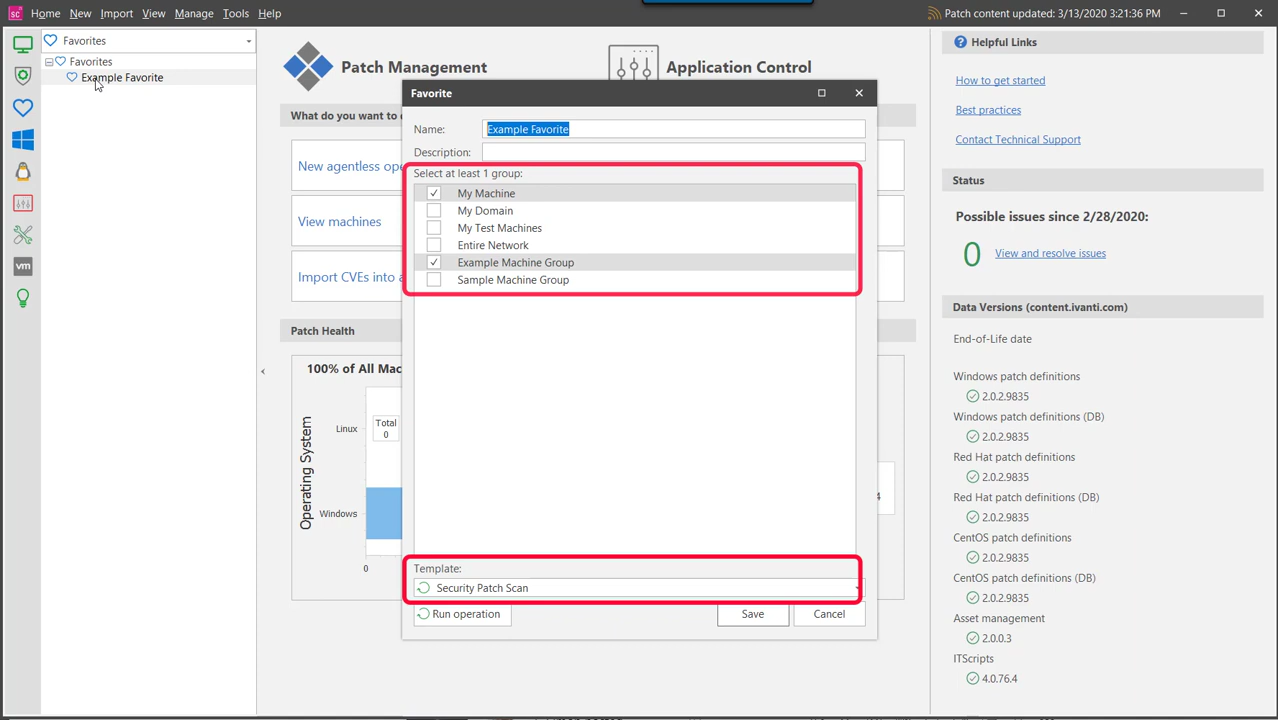 SC Home New Import View Manage Tools Help
Patch content updated: 3/13/2020 3:21:36 PM
Favorites
Favorites
Example Favorite
vm
Patch Management
Application Control
What do you want to
New agentless ope
View machines
Import CVEs into a
Patch Health
100% of All Mac
Operating System
Linux
Total
0
Windows
0
4
Favorite
Name: Example Favorite
Description:
Select at least 1 group:
My Machine
My Domain
My Test Machines
Entire Network
Example Machine Group
Sample Machine Group
Template:
Security Patch Scan
Run operation
Save
Cancel
Helpful Links
How to get started
Best practices
Contact Technical Support
Status
Possible issues since 2/28/2020:
0 View and resolve issues
Data Versions (content.ivanti.com)
End-of-Life date
Windows patch definitions
2.0.2.9835
Windows patch definitions (DB)
2.0.2.9835
Red Hat patch definitions
2.0.2.9835
Red Hat patch definitions (DB)
2.0.2.9835
CentOS patch definitions
2.0.2.9835
CentOS patch definitions (DB)
2.0.2.9835
Asset management
2.0.0.3
ITScripts
4.0.76.4